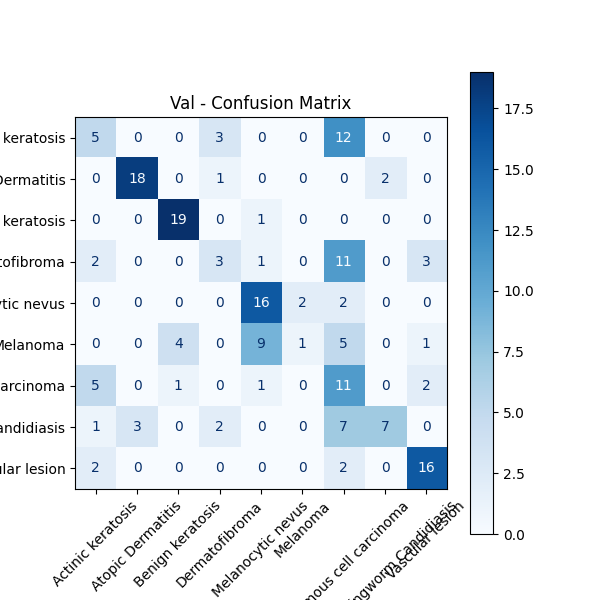 Val - Confusion Matrix
keratosis 5 0 0 3 0 0 12 0 0
Dermatitis 0 18 0 1 0 0 0 2 0
keratosis 0 0 19 0 1 0 0 0 0
tofibroma 2 0 0 3 1 0 11 0 3
tic nevus 0 0 0 0 16 2 2 0 0
Melanoma 0 0 4 0 9 1 5 0 1
arcinoma 5 0 1 0 1 0 11 0 2
andidiasis 1 3 0 2 0 0 7 7 0
ular lesion 2 0 0 0 0 0 2 0 16
Actinic keratosis
Atopic Dermatitis
Benign keratosis
Dermatofibroma
Melanocytic nevus
Melanoma
mous cell carcinoma
ngworm Candidiasis
Vascular lesion
17.5
15.0
12.5
10.0
7.5
5.0
2.5
0.0